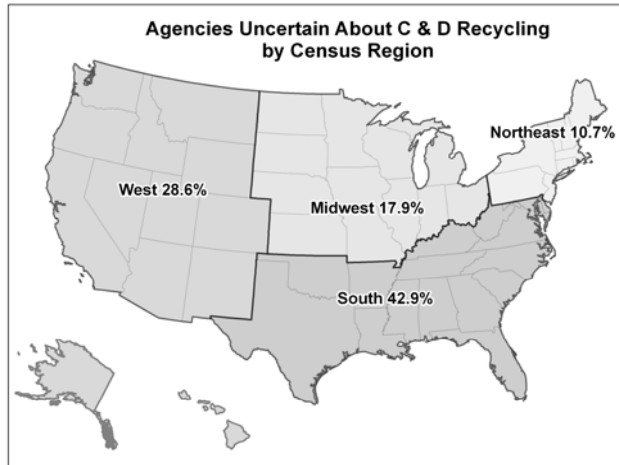 Agencies Uncertain About C & D Recycling
by Census Region
Northeast 10.7%
West 28.6%
Midwest 17.9%
South 42.9%